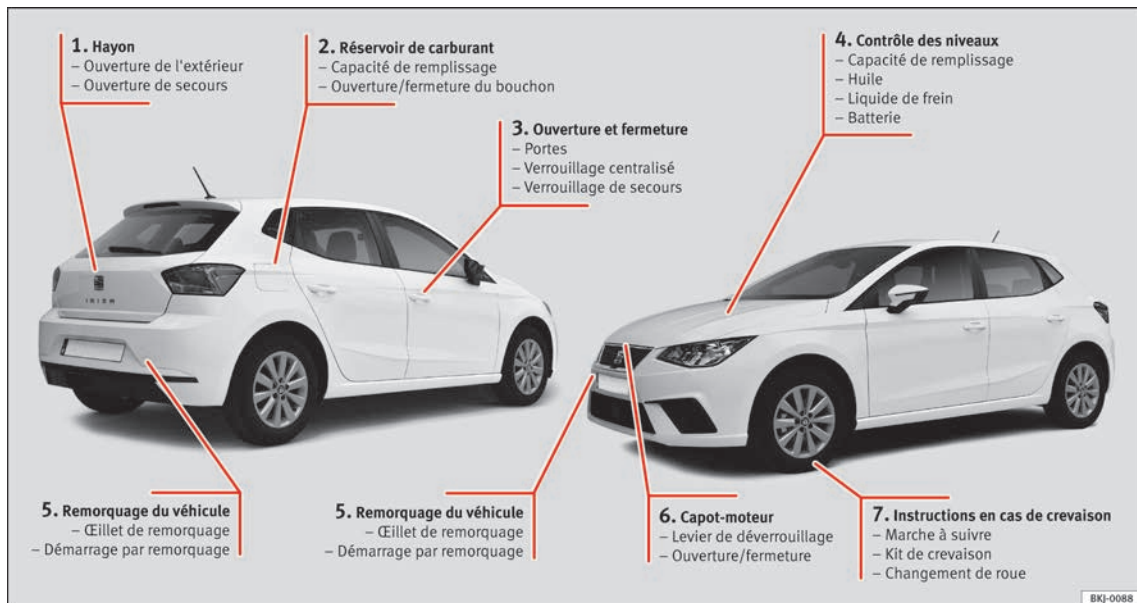 1. Hayon
– Ouverture de l'extérieur
– Ouverture de secours
2. Réservoir de carburant
– Capacité de remplissage
– Ouverture/fermeture du bouchon
3. Ouverture et fermeture
– Portes
– Verrouillage centralisé
– Verrouillage de secours
4. Contrôle des niveaux
– Capacité de remplissage
– Huile
– Liquide de frein
– Batterie
IBIZA
5. Remorquage du véhicule
– Œillet de remorquage
– Démarrage par remorquage
5. Remorquage du véhicule
– Œillet de remorquage
– Démarrage par remorquage
6. Capot-moteur
– Levier de déverrouillage
– Ouverture/fermeture
7. Instructions en cas de crevaison
– Marche à suivre
– Kit de crevaison
– Changement de roue
BKJ-0088